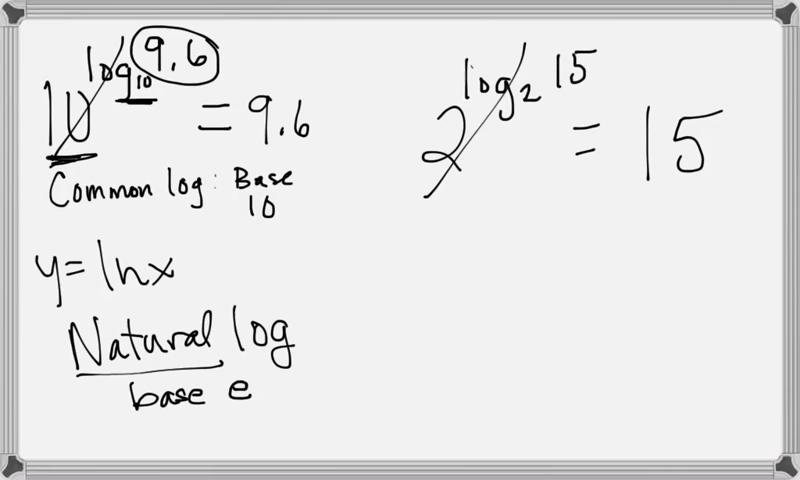 10^log₁₀ 9.6 = 9.6
Common log: Base
10
y = ln x
Natural log
base e
2^log₂ 15 = 15